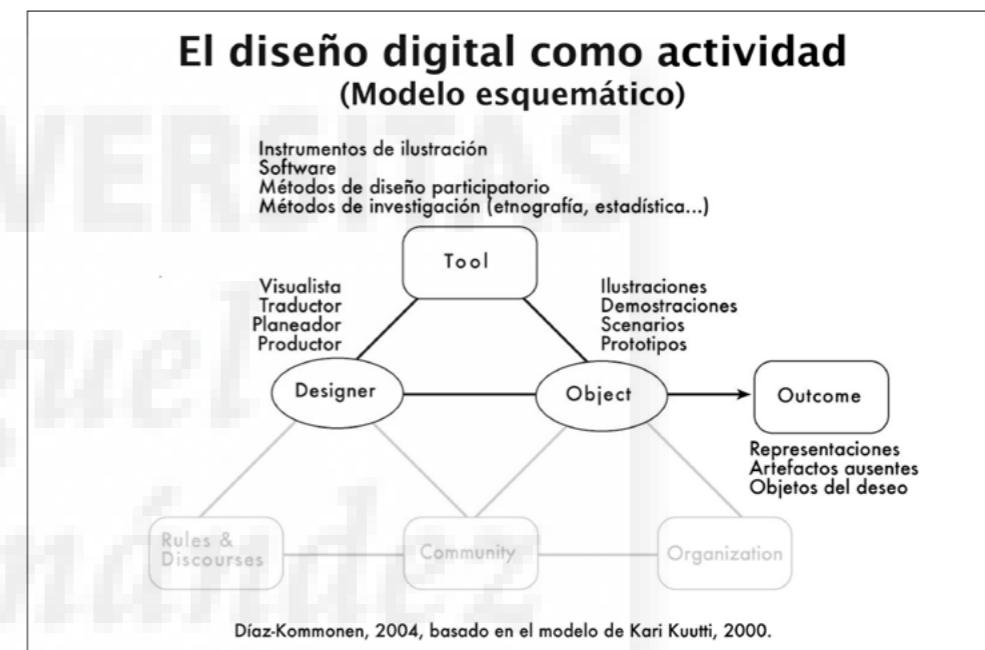 El diseño digital como actividad
(Modelo esquemático)
Instrumentos de ilustración
Software
Métodos de diseño participatorio
Métodos de investigación (etnografía, estadística...)
Tool
Visualista
Traductor
Planeador
Productor
Ilustraciones
Demostraciones
Scenarios
Prototipos
Designer
Object
Outcome
Representaciones
Artefactos ausentes
Objetos del deseo
Rules &
Discourses
Community
Organization
Díaz-Kommonen, 2004, basado en el modelo de Kari Kuutti, 2000.